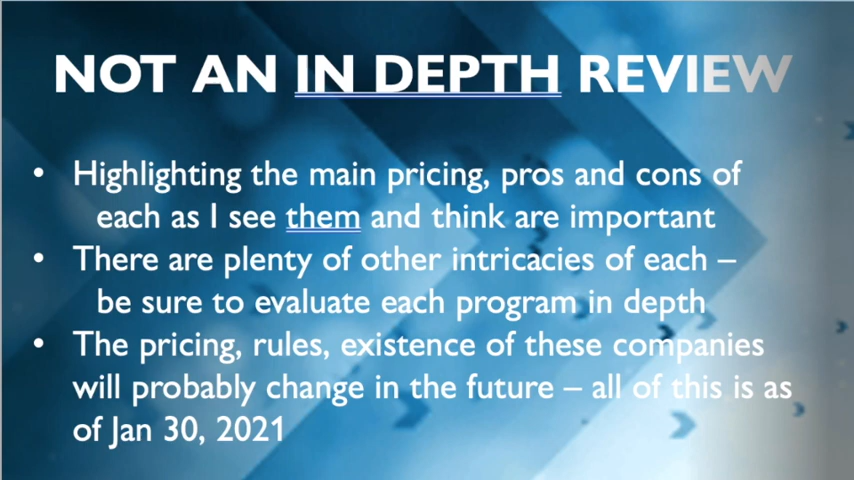 NOT AN IN DEPTH REVIEW
• Highlighting the main pricing, pros and cons of
each as I see them and think are important
• There are plenty of other intricacies of each –
be sure to evaluate each program in depth
• The pricing, rules, existence of these companies
will probably change in the future – all of this is as
of Jan 30, 2021